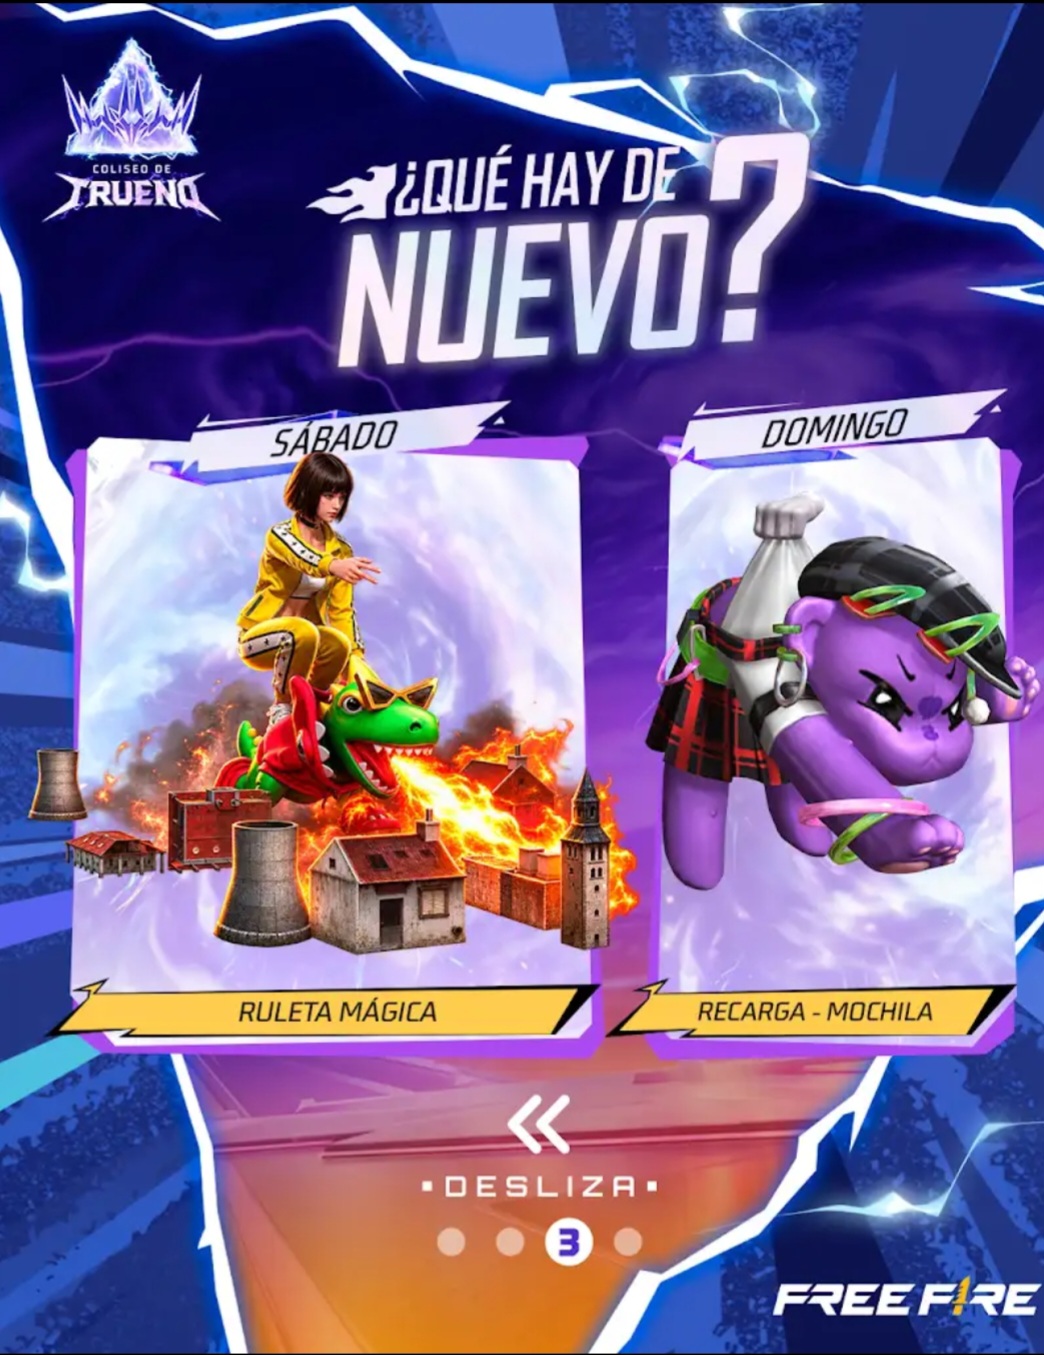 COLISEO DE
TRUENO
¿QUÉ HAY DE
NUEVO?
SÁBADO
DOMINGO
RULETA MÁGICA
RECARGA - MOCHILA
DESLIZA
3
FREE FIRE